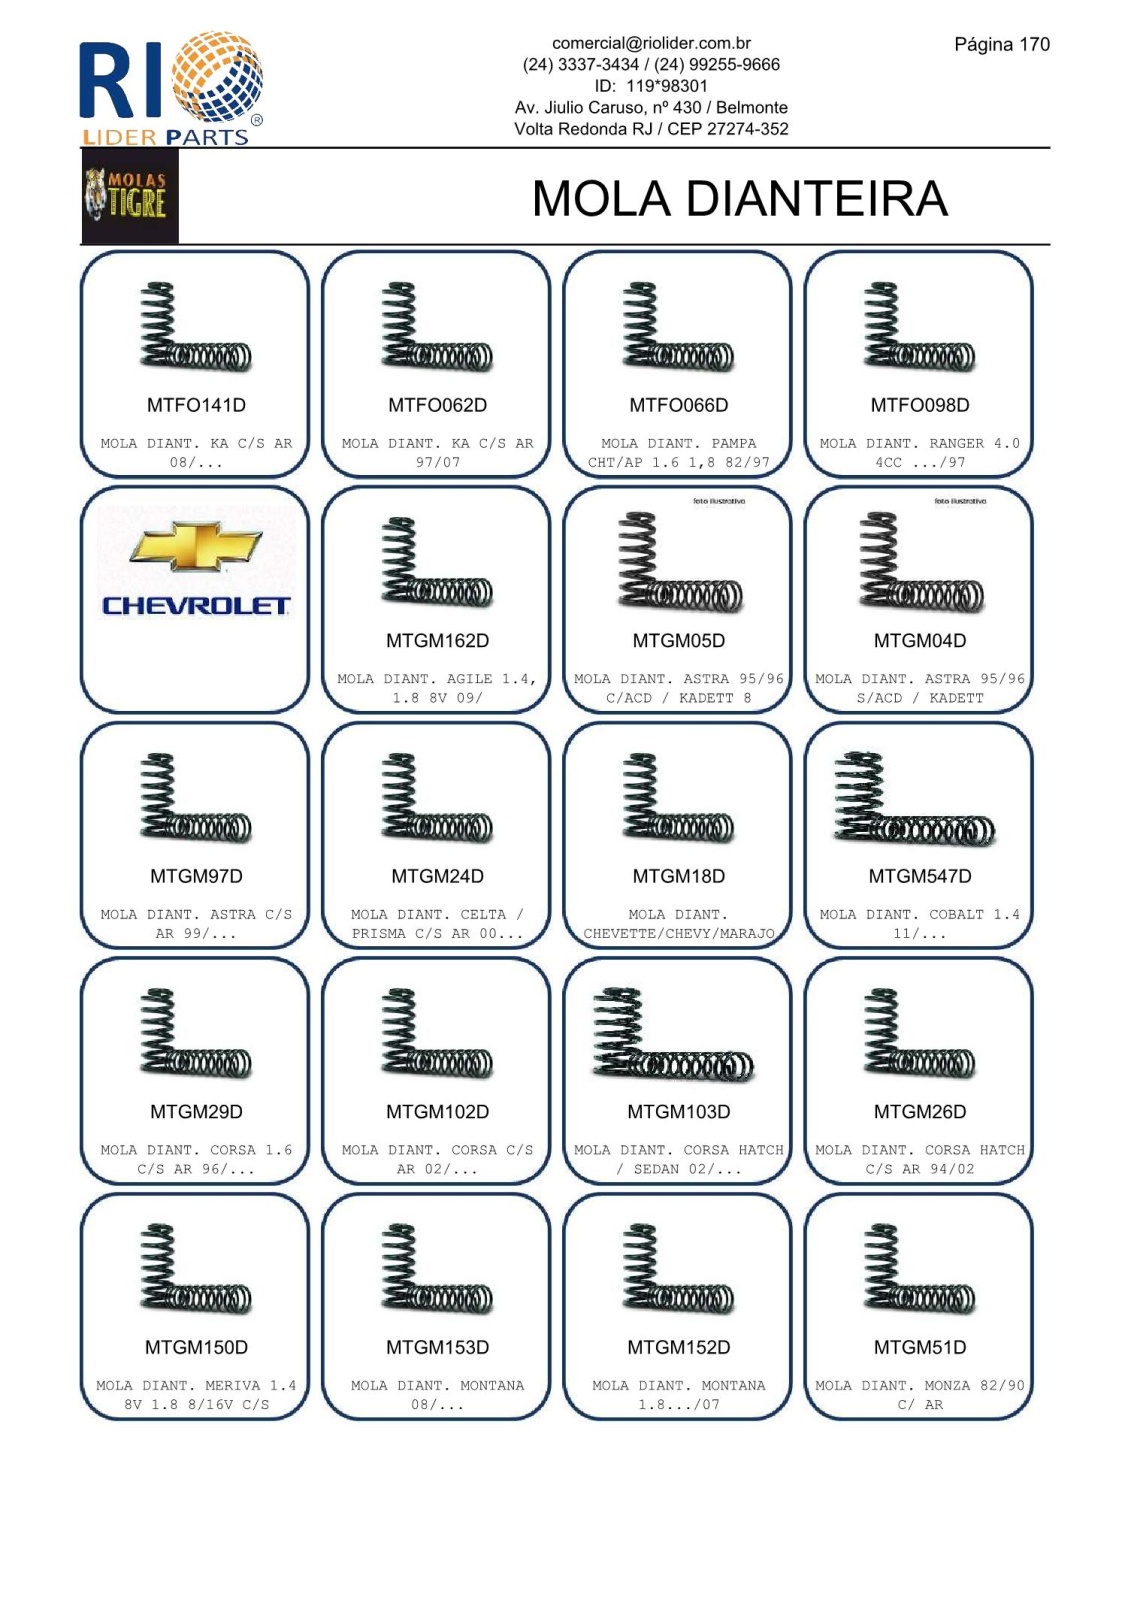 RIO
LIDER PARTS
®
comercial@riolider.com.br
(24) 3337-3434 / (24) 99255-9666
ID: 119*98301
Av. Jiulio Caruso, nº 430 / Belmonte
Volta Redonda RJ / CEP 27274-352
Página 170
MOLAS
TIGRE
MOLA DIANTEIRA
MTFO141D
MOLA DIANT. KA C/S AR
08/...
MTFO062D
MOLA DIANT. KA C/S AR
97/07
MTFO066D
MOLA DIANT. PAMPA
CHT/AP 1.6 1,8 82/97
MTFO098D
MOLA DIANT. RANGER 4.0
4CC .../97
CHEVROLET
MTGM162D
MOLA DIANT. AGILE 1.4,
1.8 8V 09/
foto ilustrativa
MTGM05D
MOLA DIANT. ASTRA 95/96
C/ACD / KADETT 8
foto ilustrativa
MTGM04D
MOLA DIANT. ASTRA 95/96
S/ACD / KADETT
MTGM97D
MOLA DIANT. ASTRA C/S
AR 99/...
MTGM24D
MOLA DIANT. CELTA /
PRISMA C/S AR 00...
MTGM18D
MOLA DIANT.
CHEVETTE/CHEVY/MARAJO
MTGM547D
MOLA DIANT. COBALT 1.4
11/...
MTGM29D
MOLA DIANT. CORSA 1.6
C/S AR 96/...
MTGM102D
MOLA DIANT. CORSA C/S
AR 02/...
MTGM103D
MOLA DIANT. CORSA HATCH
/ SEDAN 02/...
MTGM26D
MOLA DIANT. CORSA HATCH
C/S AR 94/02
MTGM150D
MOLA DIANT. MERIVA 1.4
8V 1.8 8/16V C/S
MTGM153D
MOLA DIANT. MONTANA
08/...
MTGM152D
MOLA DIANT. MONTANA
1.8.../07
MTGM51D
MOLA DIANT. MONZA 82/90
C/ AR